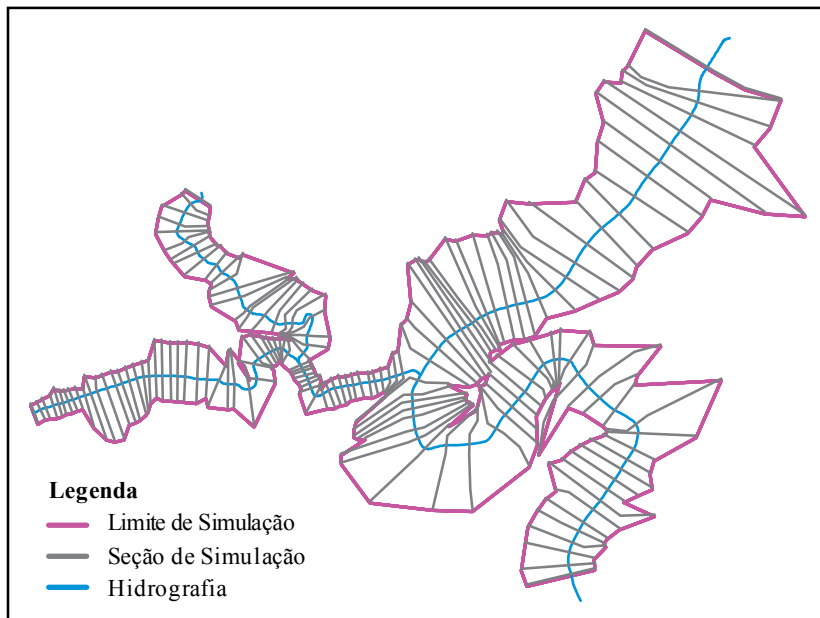 Legenda
Limite de Simulação
Seção de Simulação
Hidrografia